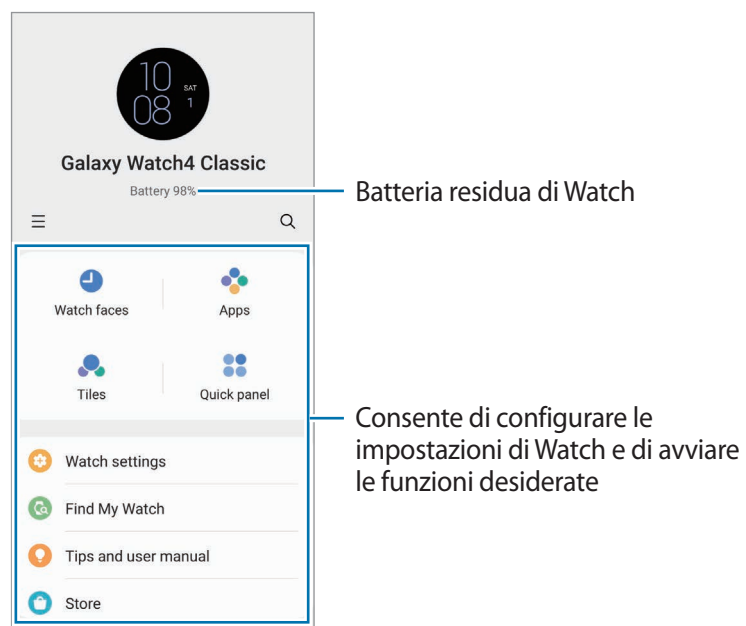 10
08
SAT
1
Galaxy Watch4 Classic
Battery 98%
Batteria residua di Watch
Watch faces
Apps
Tiles
Quick panel
Consente di configurare le
impostazioni di Watch e di avviare
le funzioni desiderate
Watch settings
Find My Watch
Tips and user manual
Store